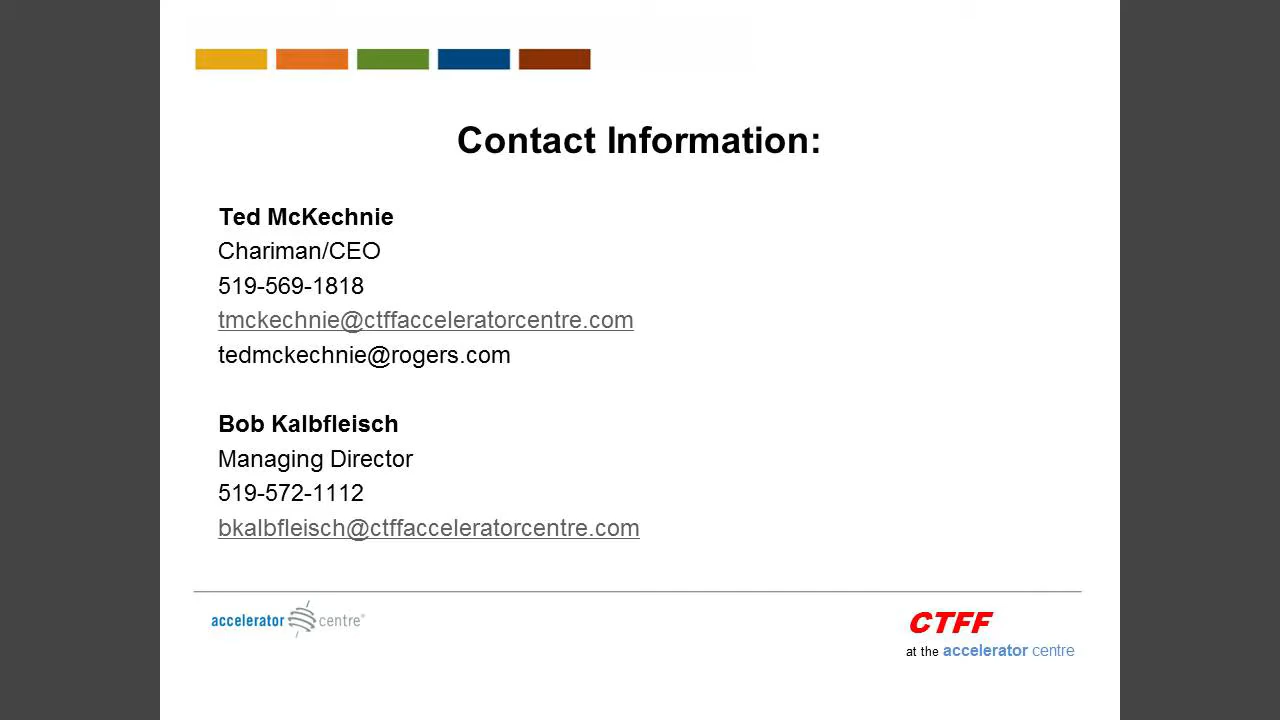 Contact Information:
Ted McKechnie
Chariman/CEO
519-569-1818
tmckechnie@ctffacceleratorcentre.com
tedmckechnie@rogers.com
Bob Kalbfleisch
Managing Director
519-572-1112
bkalbfleisch@ctffacceleratorcentre.com
accelerator centre®
CTFF
at the accelerator centre